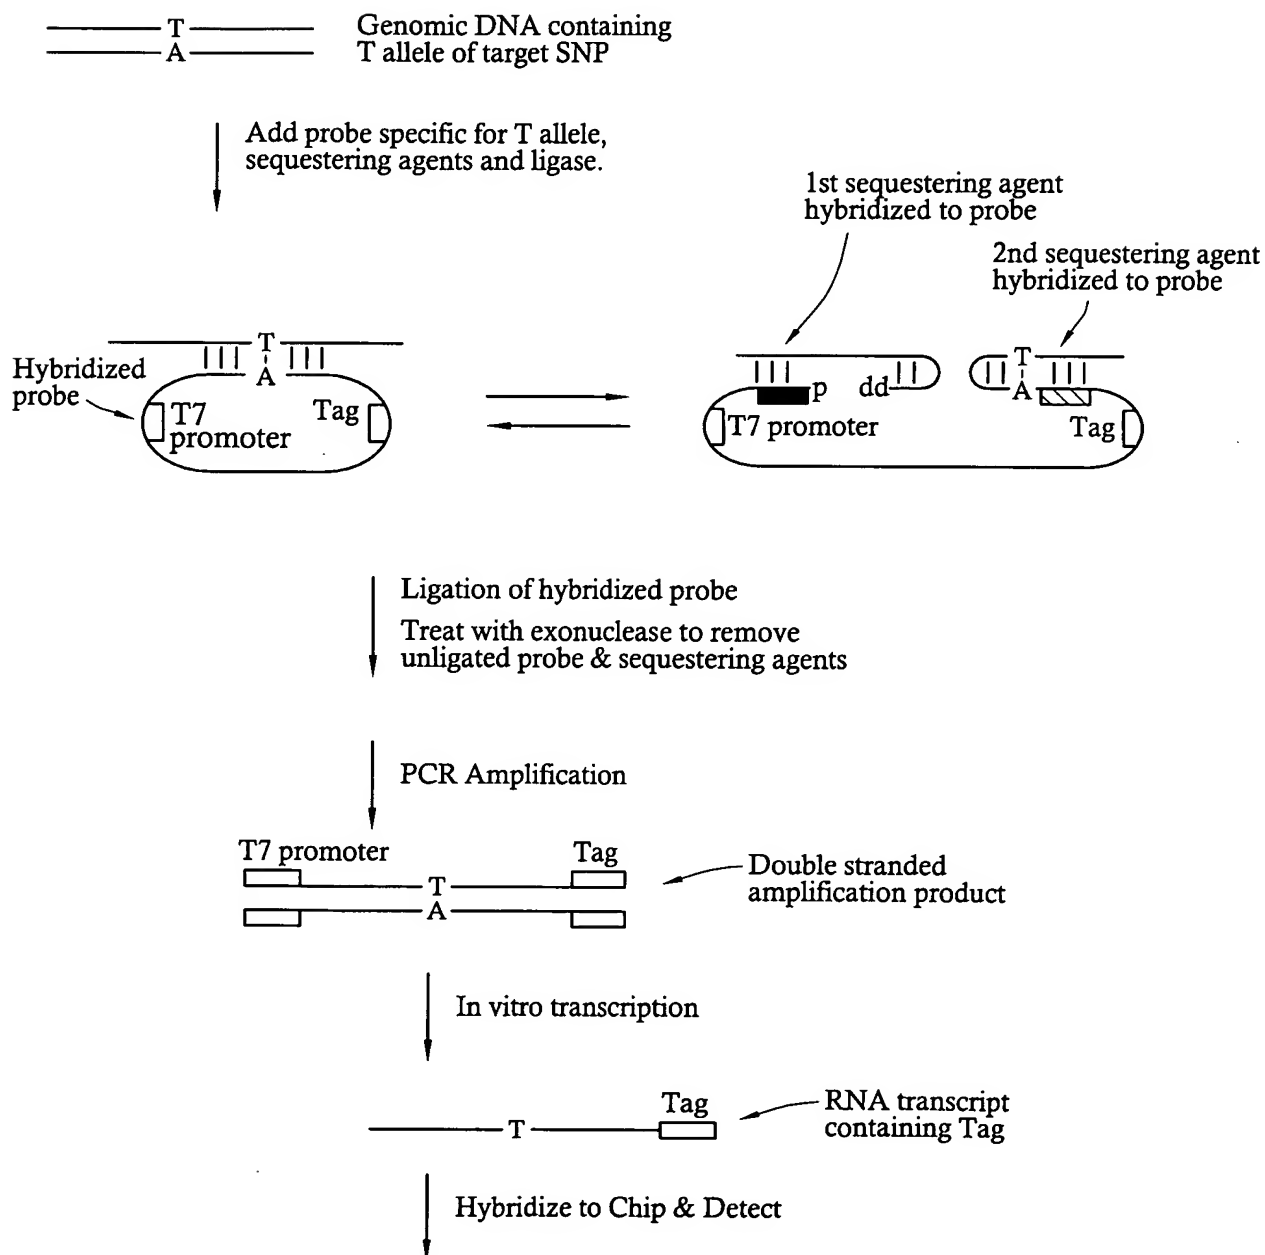 T
A
Genomic DNA containing
T allele of target SNP
Add probe specific for T allele,
sequestering agents and ligase.
1st sequestering agent
hybridized to probe
2nd sequestering agent
hybridized to probe
Hybridized
probe
T
A
T7
promoter
Tag
p
dd
T
A
T7 promoter
Tag
Ligation of hybridized probe
Treat with exonuclease to remove
unligated probe & sequestering agents
PCR Amplification
T7 promoter
Tag
T
A
Double stranded
amplification product
In vitro transcription
Tag
T
RNA transcript
containing Tag
Hybridize to Chip & Detect